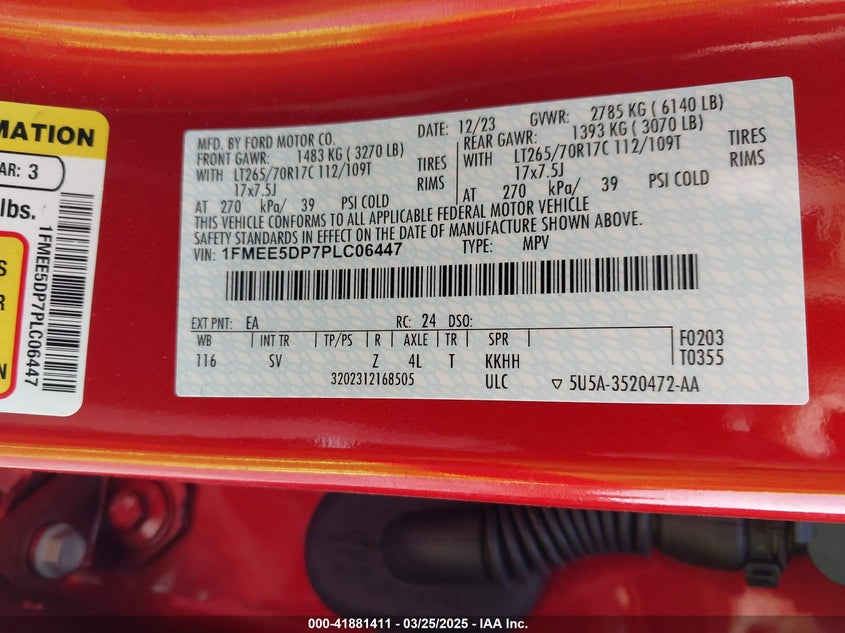 MATION
AR: 3
lbs.
S
R
N
1FMEE5DP7PLC06447
MFD. BY FORD MOTOR CO. DATE: 12/23 GVWR: 2785 KG ( 6140 LB)
FRONT GAWR: 1483 KG ( 3270 LB) REAR GAWR: 1393 KG ( 3070 LB)
WITH LT265/70R17C 112/109T TIRES WITH LT265/70R17C 112/109T TIRES
17x7.5J RIMS 17x7.5J RIMS
AT 270 kPa/ 39 PSI COLD AT 270 kPa/ 39 PSI COLD
THIS VEHICLE CONFORMS TO ALL APPLICABLE FEDERAL MOTOR VEHICLE
SAFETY STANDARDS IN EFFECT ON THE DATE OF MANUFACTURE SHOWN ABOVE.
VIN: 1FMEE5DP7PLC06447 TYPE: MPV
EXT PNT: EA RC: 24 DSO:
WB INT TR TP/PS R AXLE TR SPR F0203
116 SV Z 4L T KKHH T0355
3202312168505 ULC ▽ 5U5A-3520472-AA
000-41881411 / 03/25/2025 - IAA Inc.